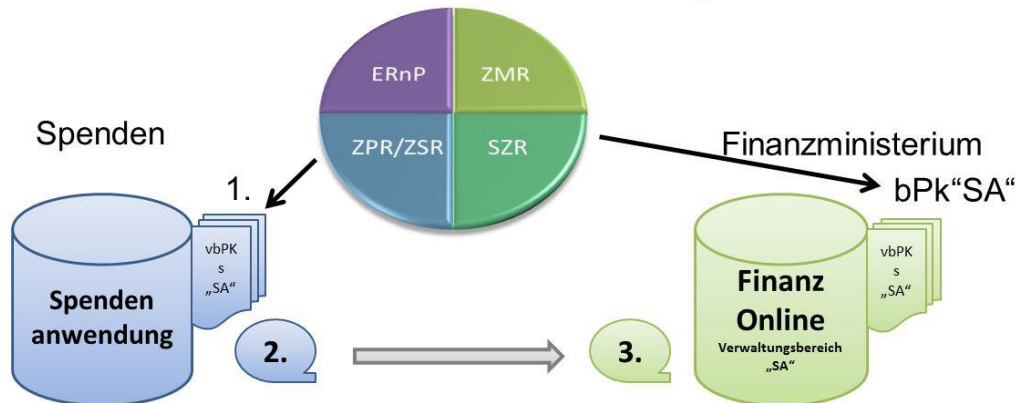 ERnP
ZMR
ZPR/ZSR
SZR
Spenden
1.
vbPK
s
„SA“
Spenden
anwendung
2.
3.
Finanzministerium
bPk“SA“
vbPK
s
„SA“
Finanz
Online
Verwaltungsbereich
„SA“